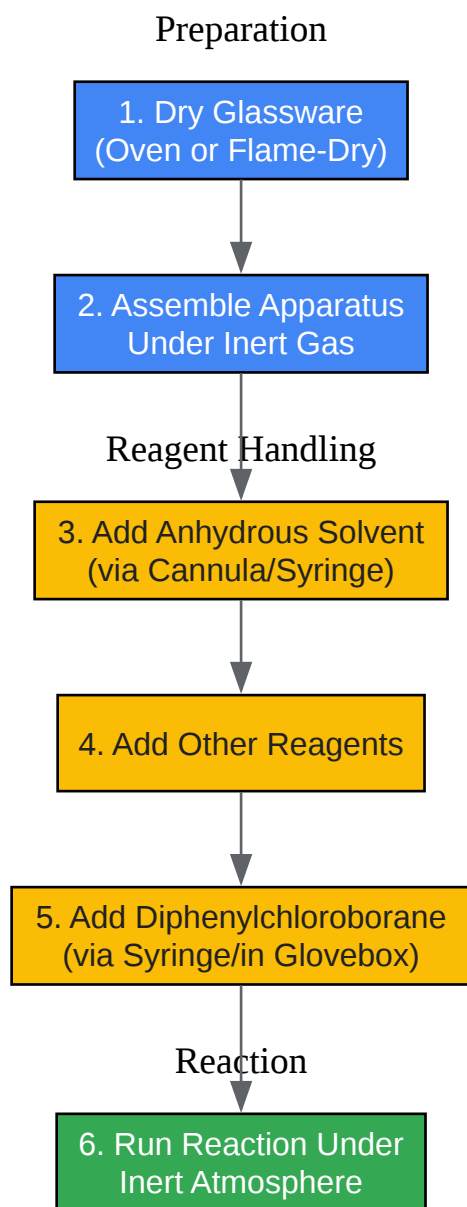 Preparation
1. Dry Glassware
(Oven or Flame-Dry)
2. Assemble Apparatus
Under Inert Gas
Reagent Handling
3. Add Anhydrous Solvent
(via Cannula/Syringe)
4. Add Other Reagents
5. Add Diphenylchloroborane
(via Syringe/in Glovebox)
Reaction
6. Run Reaction Under
Inert Atmosphere